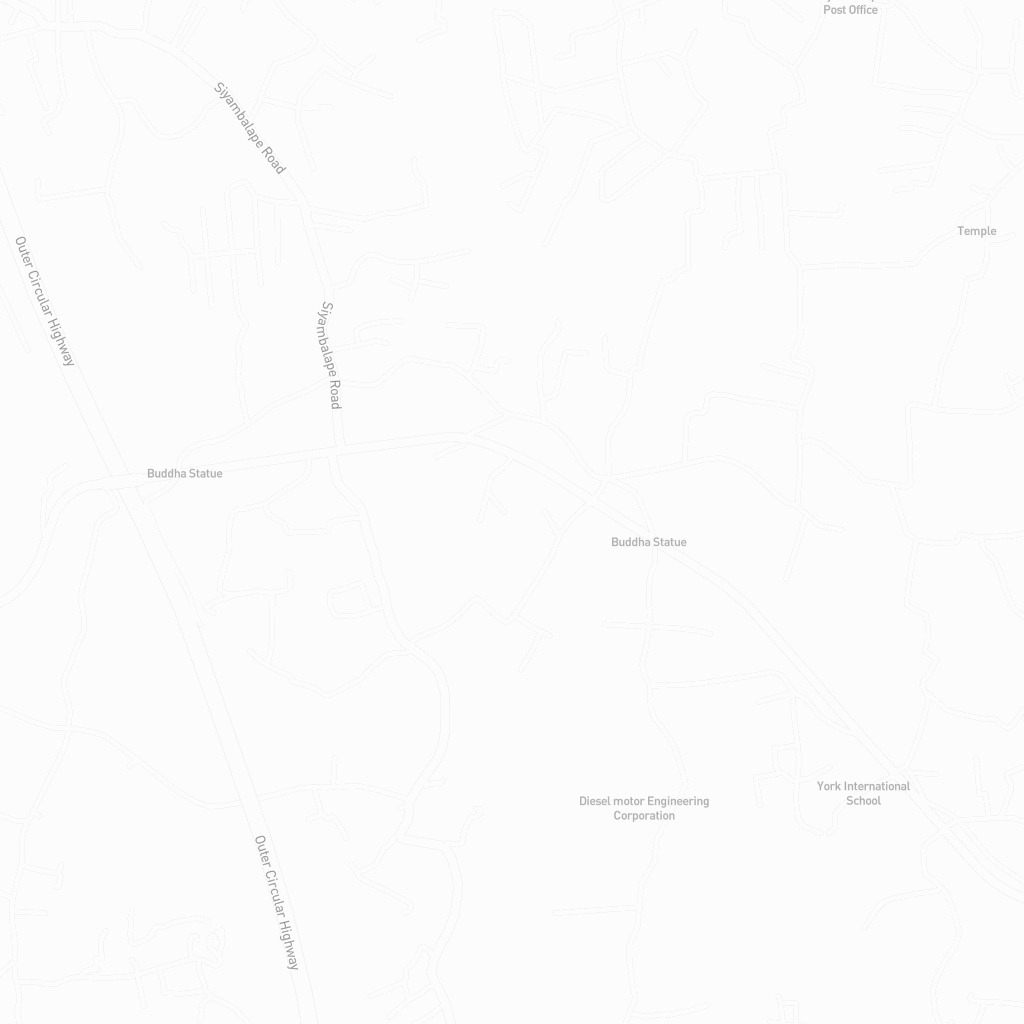 Post Office
Siyambalape Road
Temple
Outer Circular Highway
Siyambalape Road
Buddha Statue
Buddha Statue
York International
School
Diesel motor Engineering
Corporation
Outer Circular Highway